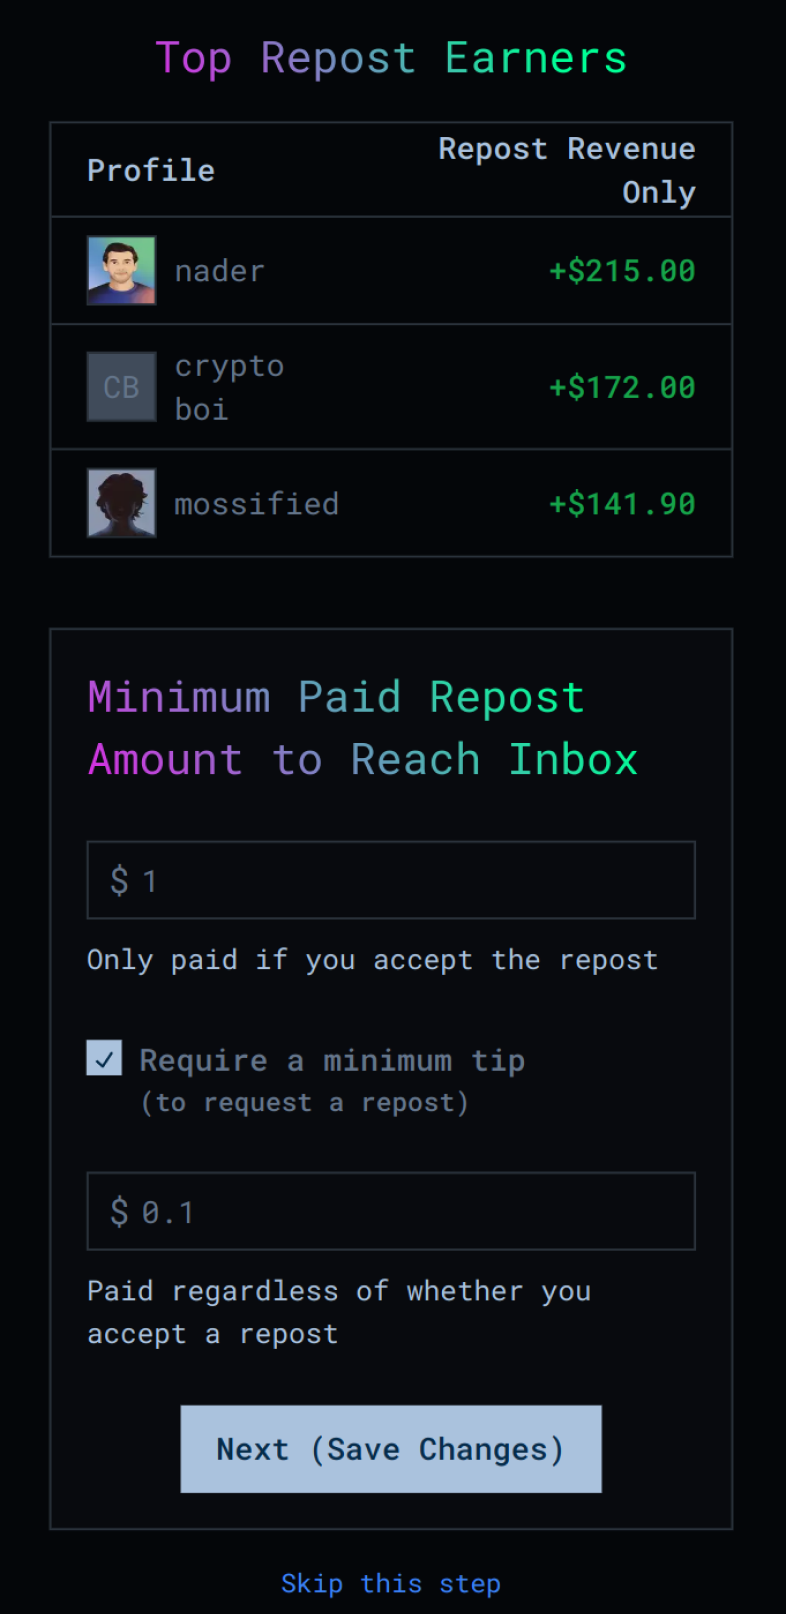 Top Repost Earners
Profile
Repost Revenue
Only
nader
+$215.00
CB
crypto
boi
+$172.00
mossified
+$141.90
Minimum Paid Repost
Amount to Reach Inbox
$ 1
Only paid if you accept the repost
Require a minimum tip
(to request a repost)
$ 0.1
Paid regardless of whether you
accept a repost
Next (Save Changes)
Skip this step